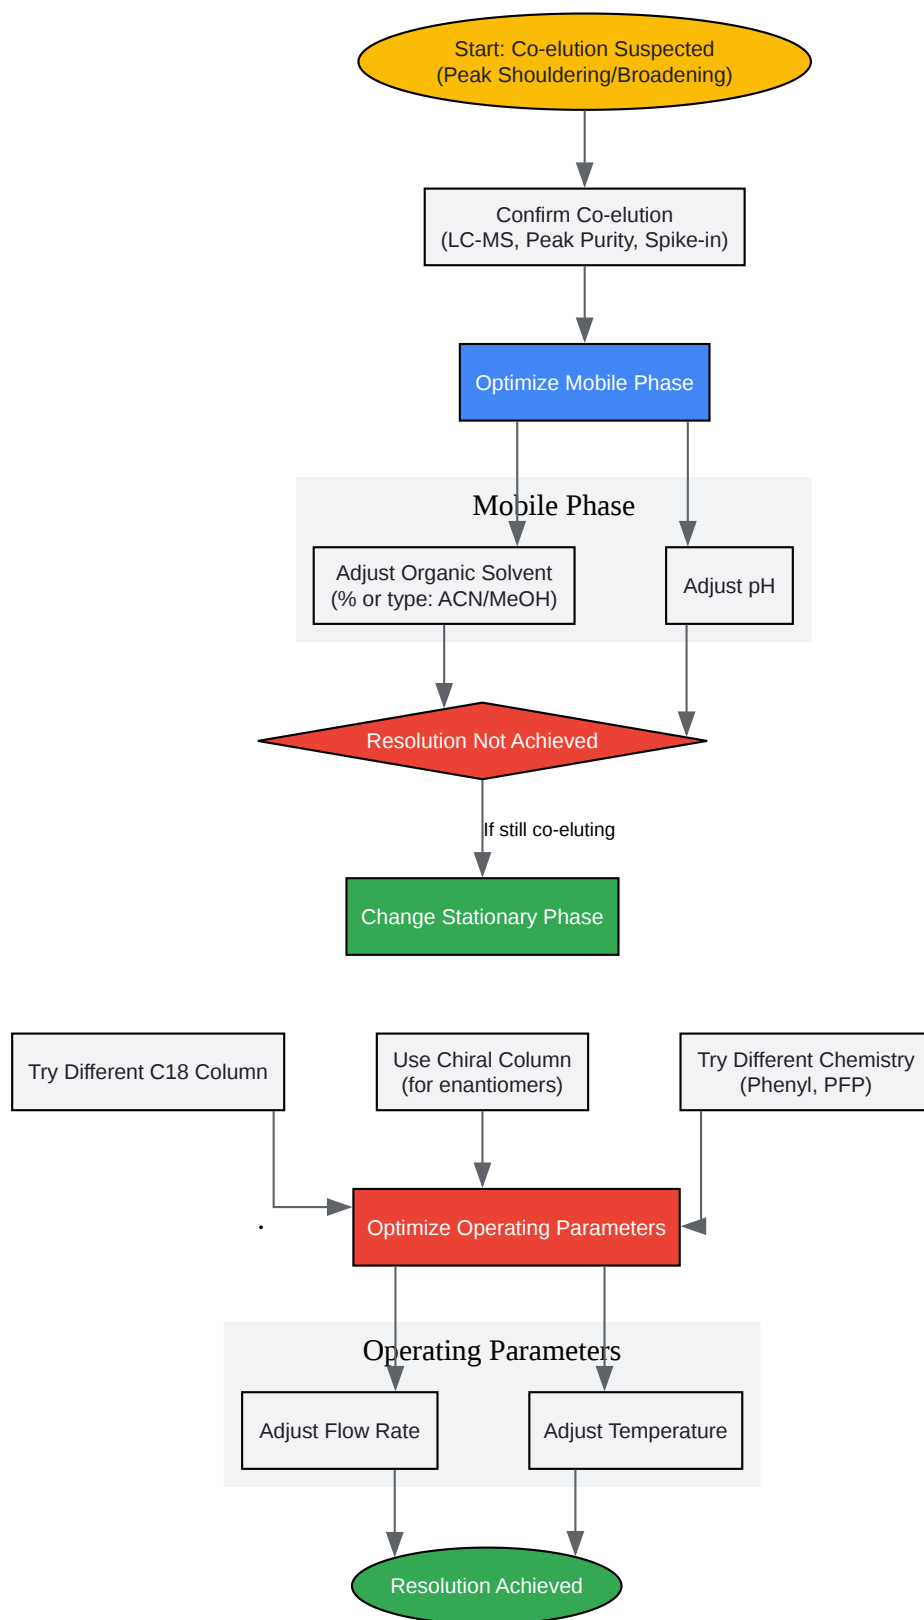 Start: Co-elution Suspected
(Peak Shouldering/Broadening)
Confirm Co-elution
(LC-MS, Peak Purity, Spike-in)
Optimize Mobile Phase
Mobile Phase
Adjust Organic Solvent
(% or type: ACN/MeOH)
Adjust pH
Resolution Not Achieved
If still co-eluting
Change Stationary Phase
Try Different C18 Column
Use Chiral Column
(for enantiomers)
Try Different Chemistry
(Phenyl, PFP)
.
Optimize Operating Parameters
Operating Parameters
Adjust Flow Rate
Adjust Temperature
Resolution Achieved